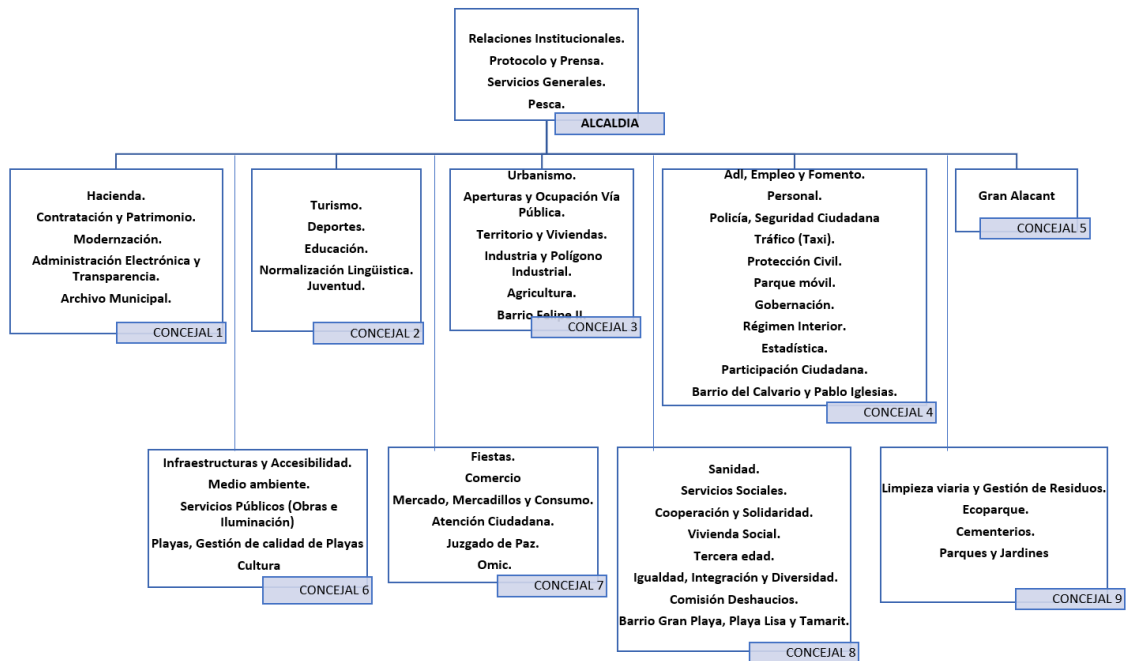 Relaciones Institucionales.
Protocolo y Prensa.
Servicios Generales.
Pesca.
ALCALDIA
Hacienda.
Contratación y Patrimonio.
Modernzación.
Administración Electrónica y
Transparencia.
Archivo Municipal.
CONCEJAL 1
Turismo.
Deportes.
Educación.
Normalización Lingüistica.
Juventud.
CONCEJAL 2
Urbanismo.
Aperturas y Ocupación Vía
Pública.
Territorio y Viviendas.
Industria y Polígono
Industrial.
Agricultura.
Barrio Felipe II
CONCEJAL 3
Adl, Empleo y Fomento.
Personal.
Policía, Seguridad Ciudadana
Tráfico (Taxi).
Protección Civil.
Parque móvil.
Gobernación.
Régimen Interior.
Estadística.
Participación Ciudadana.
Barrio del Calvario y Pablo Iglesias.
CONCEJAL 4
Gran Alacant
CONCEJAL 5
Infraestructuras y Accesibilidad.
Medio ambiente.
Servicios Públicos (Obras e
Iluminación)
Playas, Gestión de calidad de Playas
Cultura
CONCEJAL 6
Fiestas.
Comercio
Mercado, Mercadillos y Consumo.
Atención Ciudadana.
Juzgado de Paz.
Omic.
CONCEJAL 7
Sanidad.
Servicios Sociales.
Cooperación y Solidaridad.
Vivienda Social.
Tercera edad.
Igualdad, Integración y Diversidad.
Comisión Deshaucios.
Barrio Gran Playa, Playa Lisa y Tamarit.
CONCEJAL 8
Limpieza viaria y Gestión de Residuos.
Ecoparque.
Cementerios.
Parques y Jardines
CONCEJAL 9